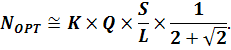 N_OPT ≅ K × Q × S/L × 1/(2 + √2).